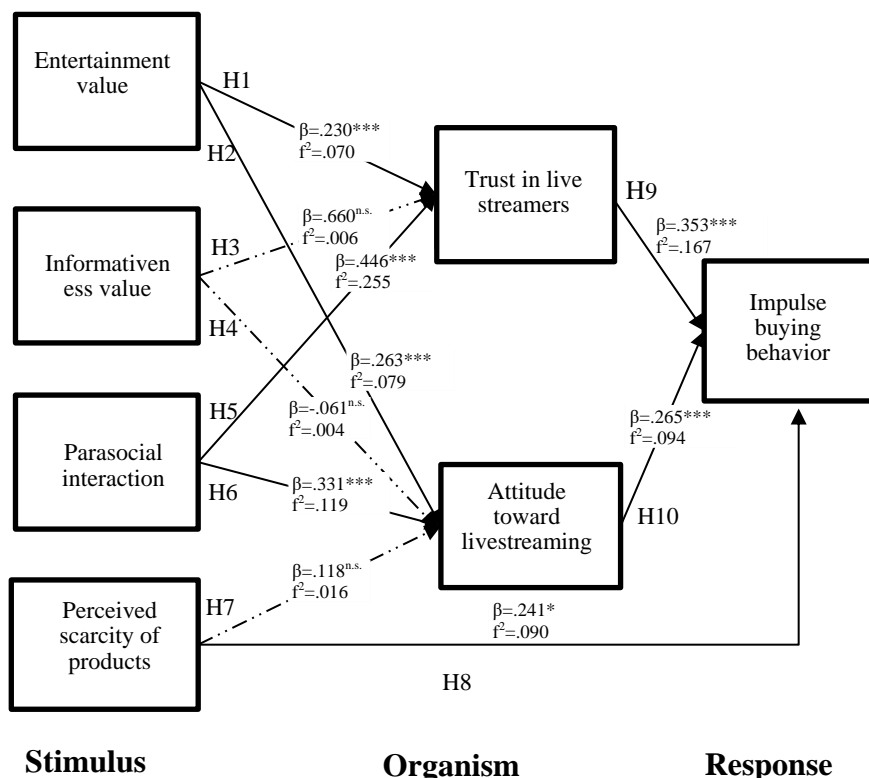 Entertainment
value
H1
H2
β=.230***
f²=.070
Trust in live
streamers
H9
Informativen
ess value
H3
H4
β=.660ⁿ·ˢ·
f²=.006
β=.446***
f²=.255
β=.353***
f²=.167
Impulse
buying
behavior
β=.263***
f²=.079
Parasocial
interaction
H5
H6
β=-.061ⁿ·ˢ·
f²=.004
β=.331***
f²=.119
Attitude
toward
livestreaming
β=.265***
f²=.094
H10
Perceived
scarcity of
products
H7
β=.118ⁿ·ˢ·
f²=.016
β=.241*
f²=.090
H8
Stimulus
Organism
Response